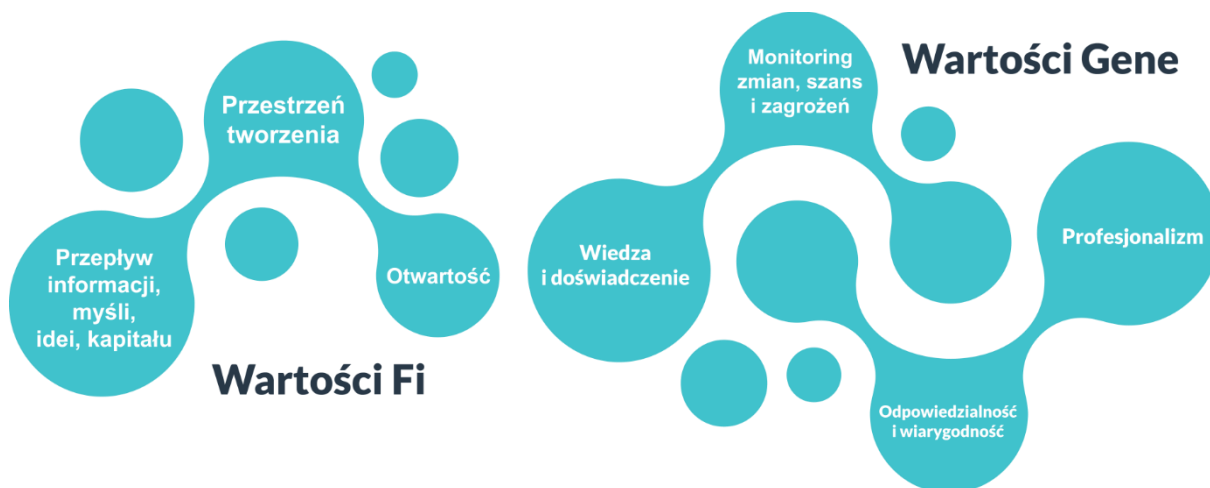 Przestrzeń
tworzenia
Przepływ
informacji,
myśli,
idei, kapitału
Otwartość
Wartości Fi
Monitoring
zmian, szans
i zagrożeń
Wartości Gene
Wiedza
i doświadczenie
Profesjonalizm
Odpowiedzialność
i wiarygodność